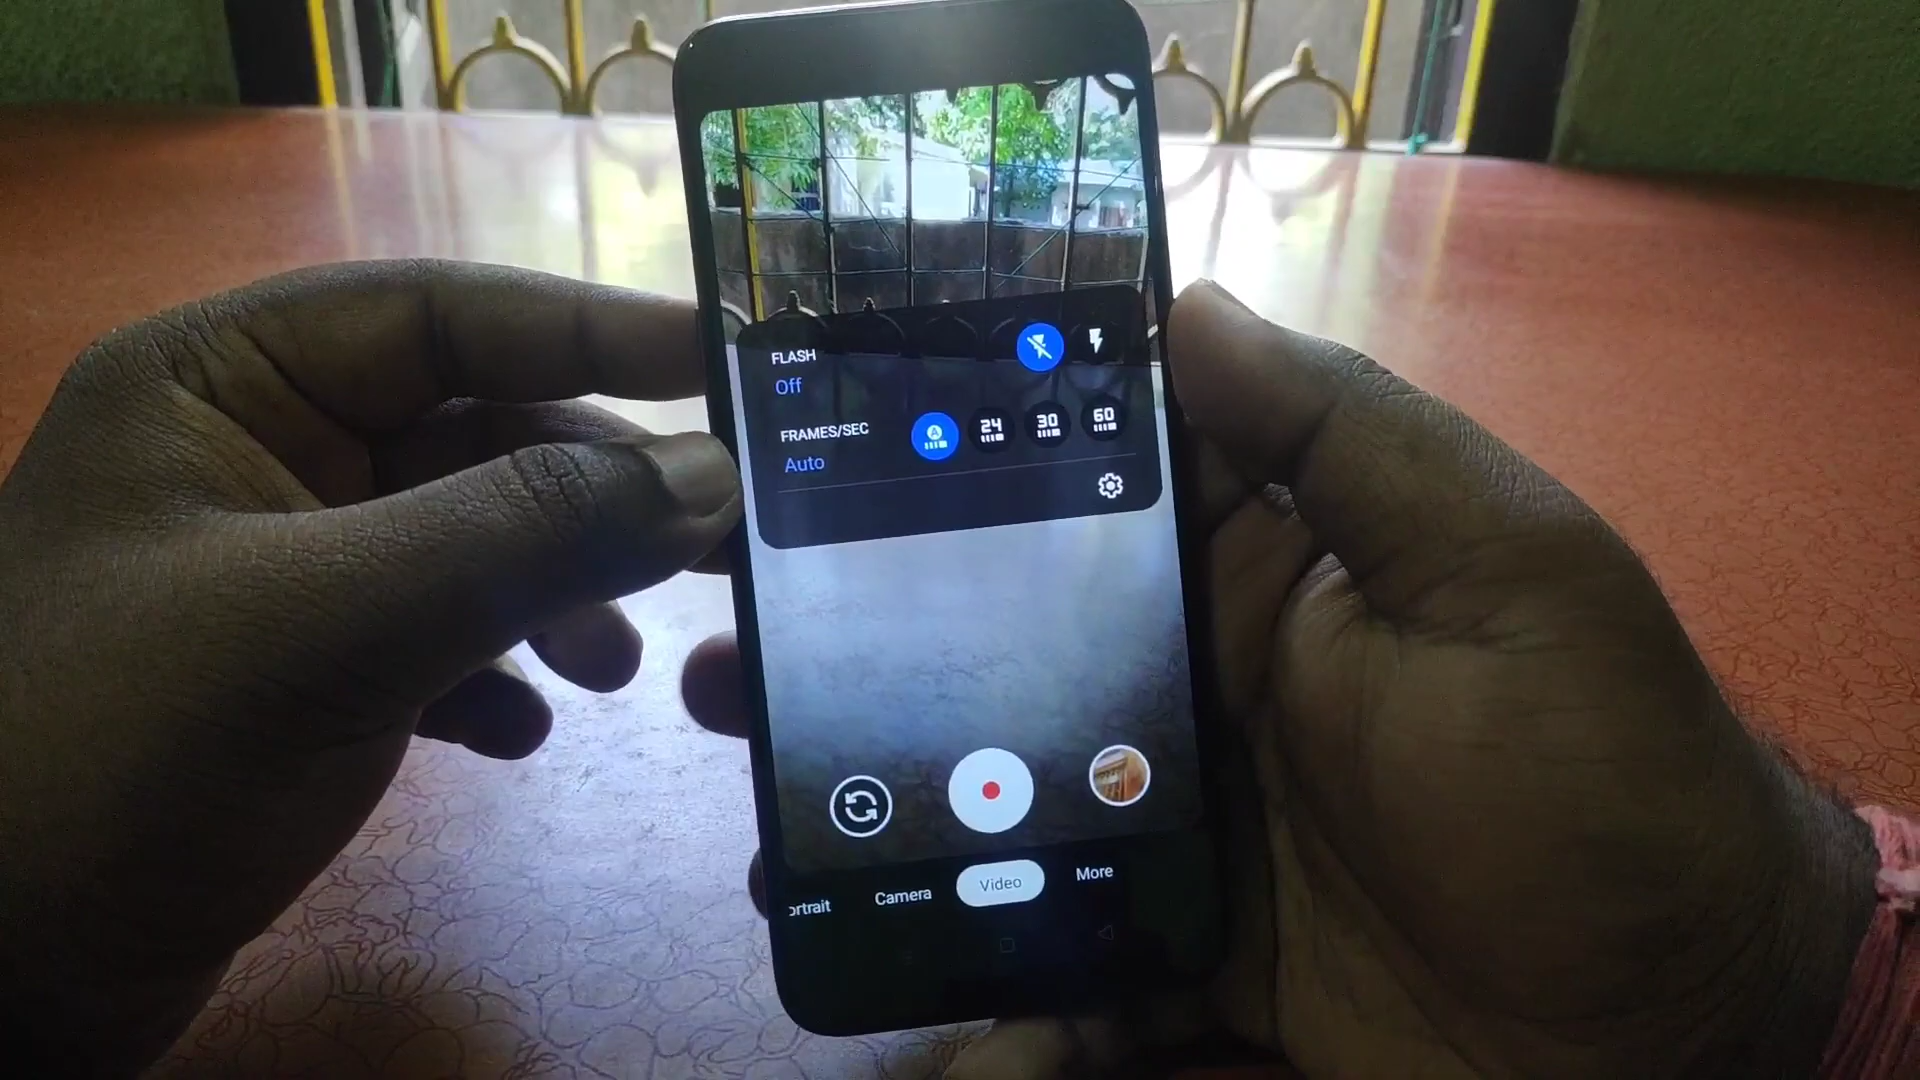 FLASH
Off
FRAMES/SEC
Auto
A
24
30
60
ortrait
Camera
Video
More